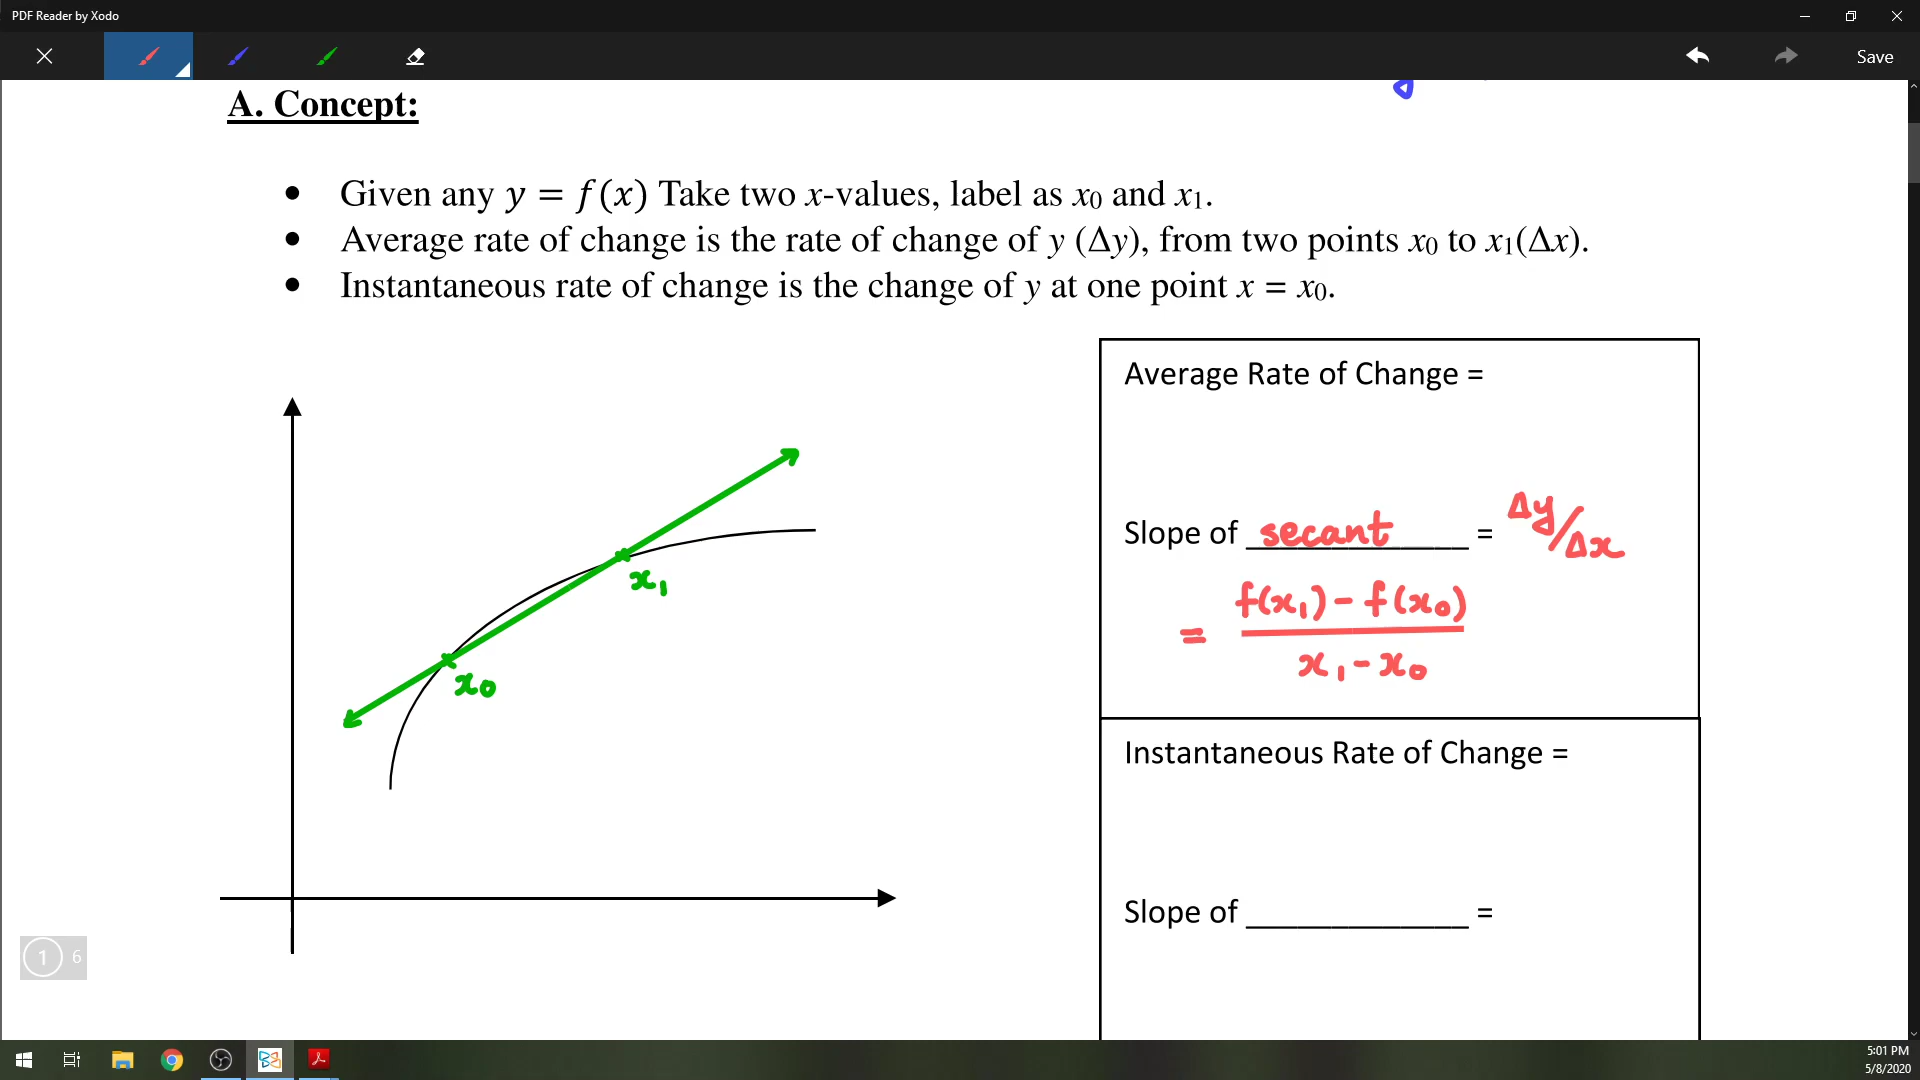 PDF Reader by Xodo
Save
A. Concept:
• Given any y = f(x) Take two x-values, label as x₀ and x₁.
• Average rate of change is the rate of change of y (Δy), from two points x₀ to x₁(Δx).
• Instantaneous rate of change is the change of y at one point x = x₀.
x₁
x₀
Average Rate of Change =
Slope of secant = Δy/Δx
= f(x₁) - f(x₀)
x₁ - x₀
Instantaneous Rate of Change =
Slope of ______________ =
1 6
5:01 PM
5/8/2020